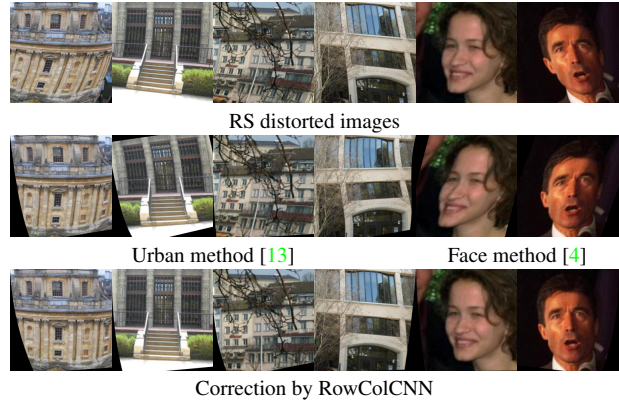 RS distorted images
Urban method [13] Face method [4]
Correction by RowColCNN